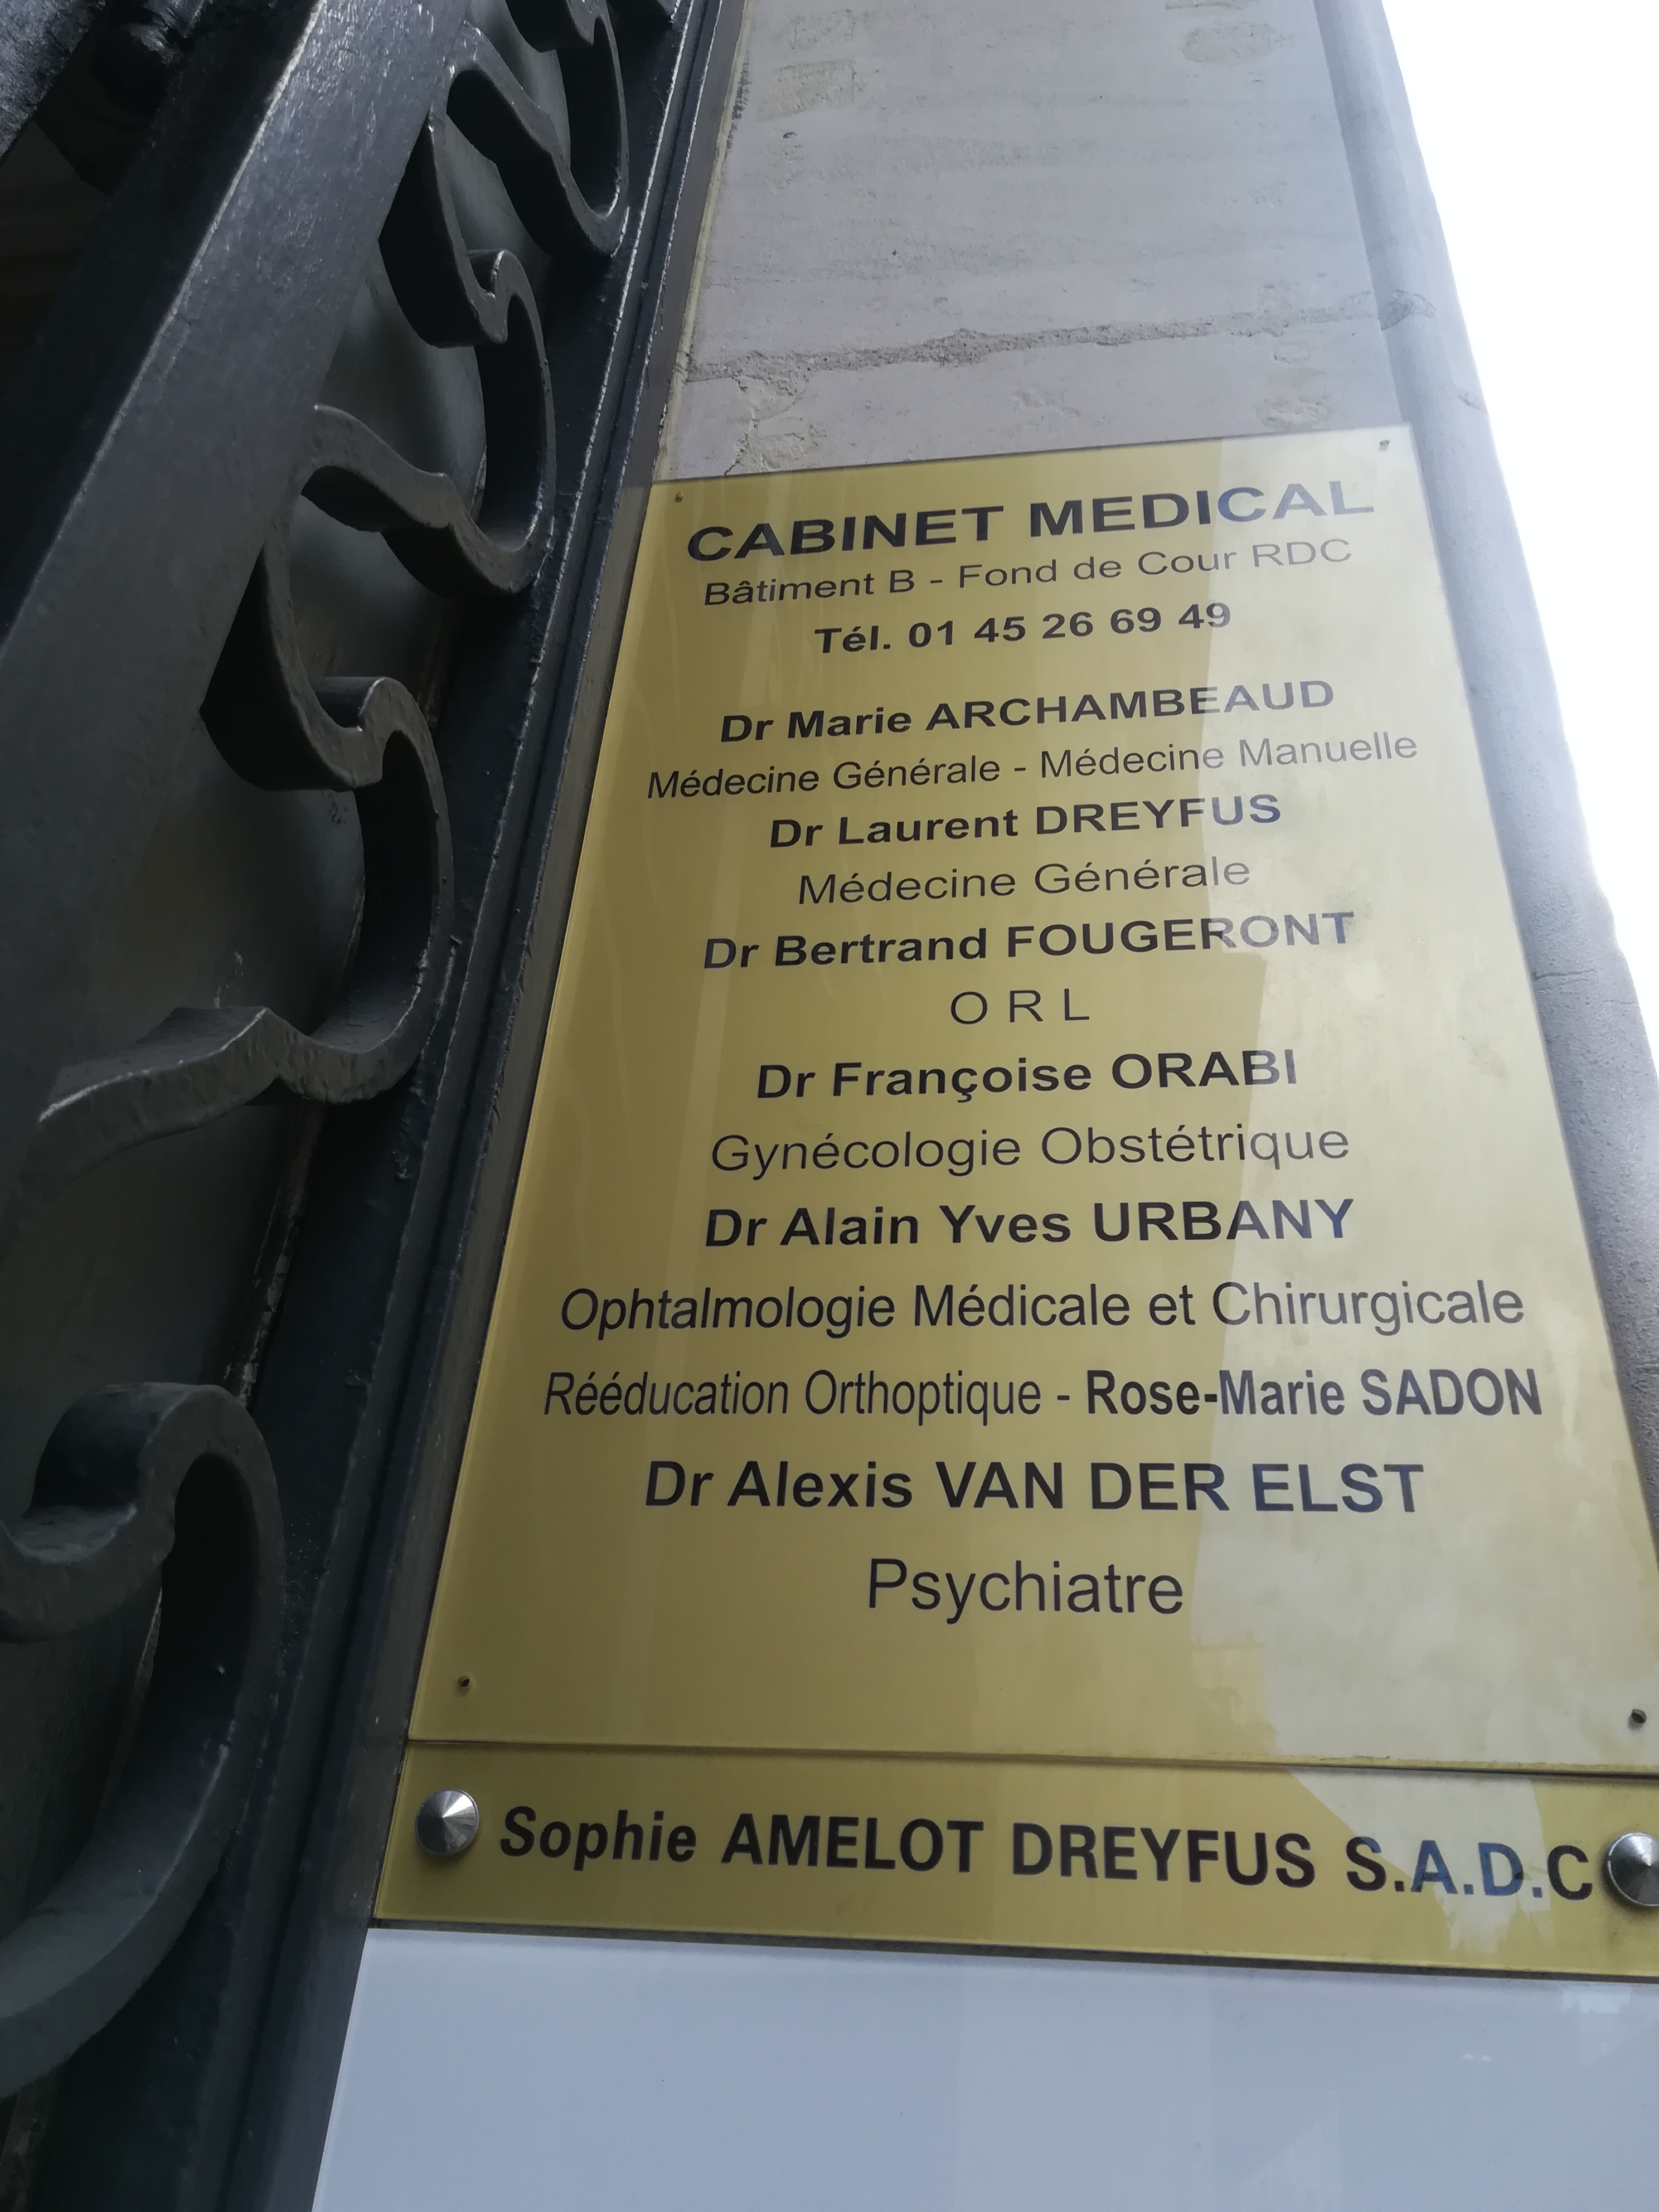 CABINET MEDICAL
Bâtiment B - Fond de Cour RDC
Tél. 01 45 26 69 49
Dr Marie ARCHAMBEAUD
Médecine Générale - Médecine Manuelle
Dr Laurent DREYFUS
Médecine Générale
Dr Bertrand FOUGERONT
O R L
Dr Françoise ORABI
Gynécologie Obstétrique
Dr Alain Yves URBANY
Ophtalmologie Médicale et Chirurgicale
Rééducation Orthoptique - Rose-Marie SADON
Dr Alexis VAN DER ELST
Psychiatre
Sophie AMELOT DREYFUS S.A.D.C